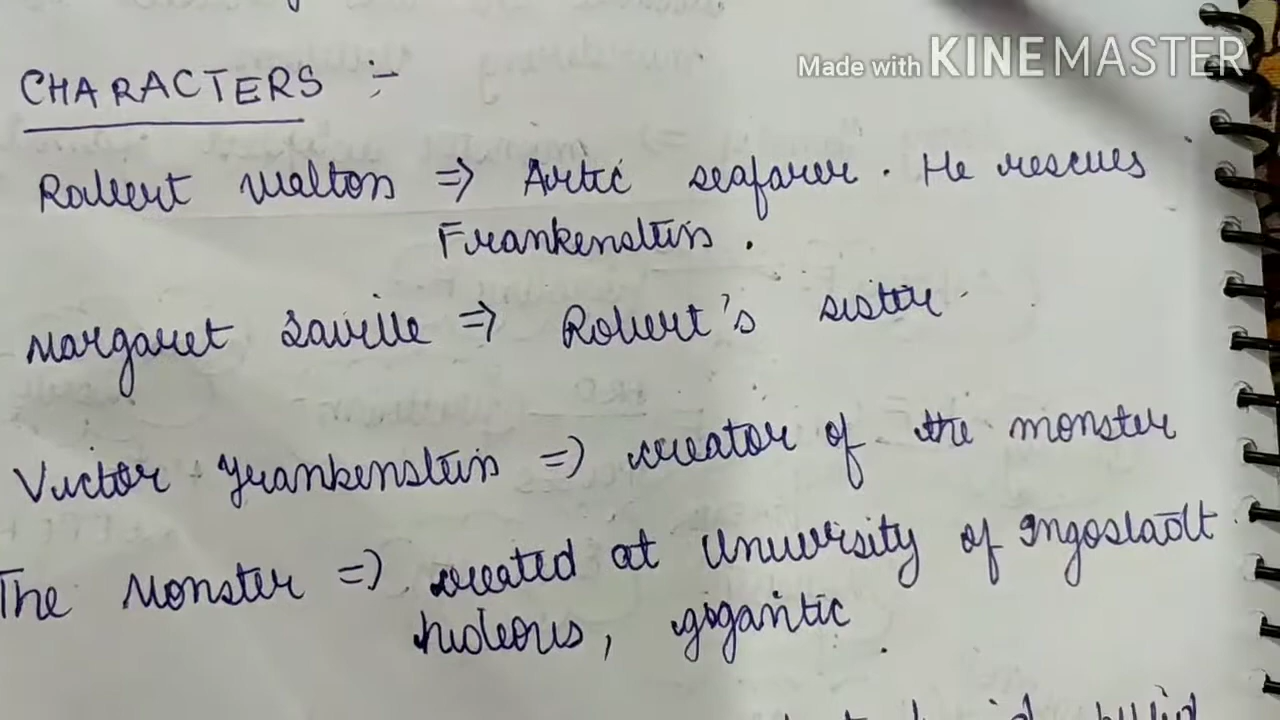 Made with KINEMASTER
CHARACTERS :-
Robert Walton => Artic seafarer. He rescues
Frankenstein.
Margaret Saville => Robert's sister
Victor Frankenstein => creator of the monster
The Monster => created at University of Ingosladt
hideous, gigantic